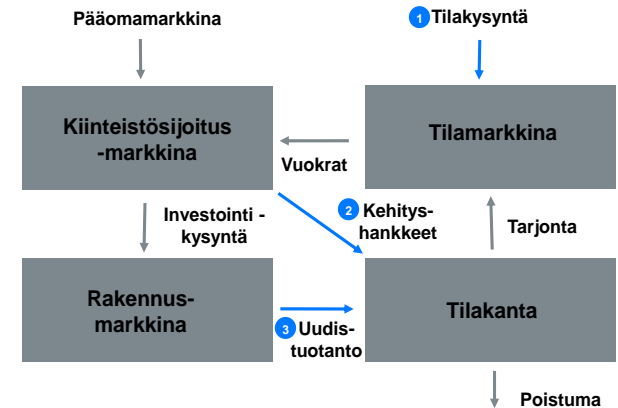 Pääomamarkkina
1 Tilakysyntä
Kiinteistösijoitus
-markkina
Tilamarkkina
Vuokrat
Investointi -
kysyntä
2 Kehitys-
hankkeet
Tarjonta
Rakennus-
markkina
Tilakanta
3 Uudis-
tuotanto
Poistuma